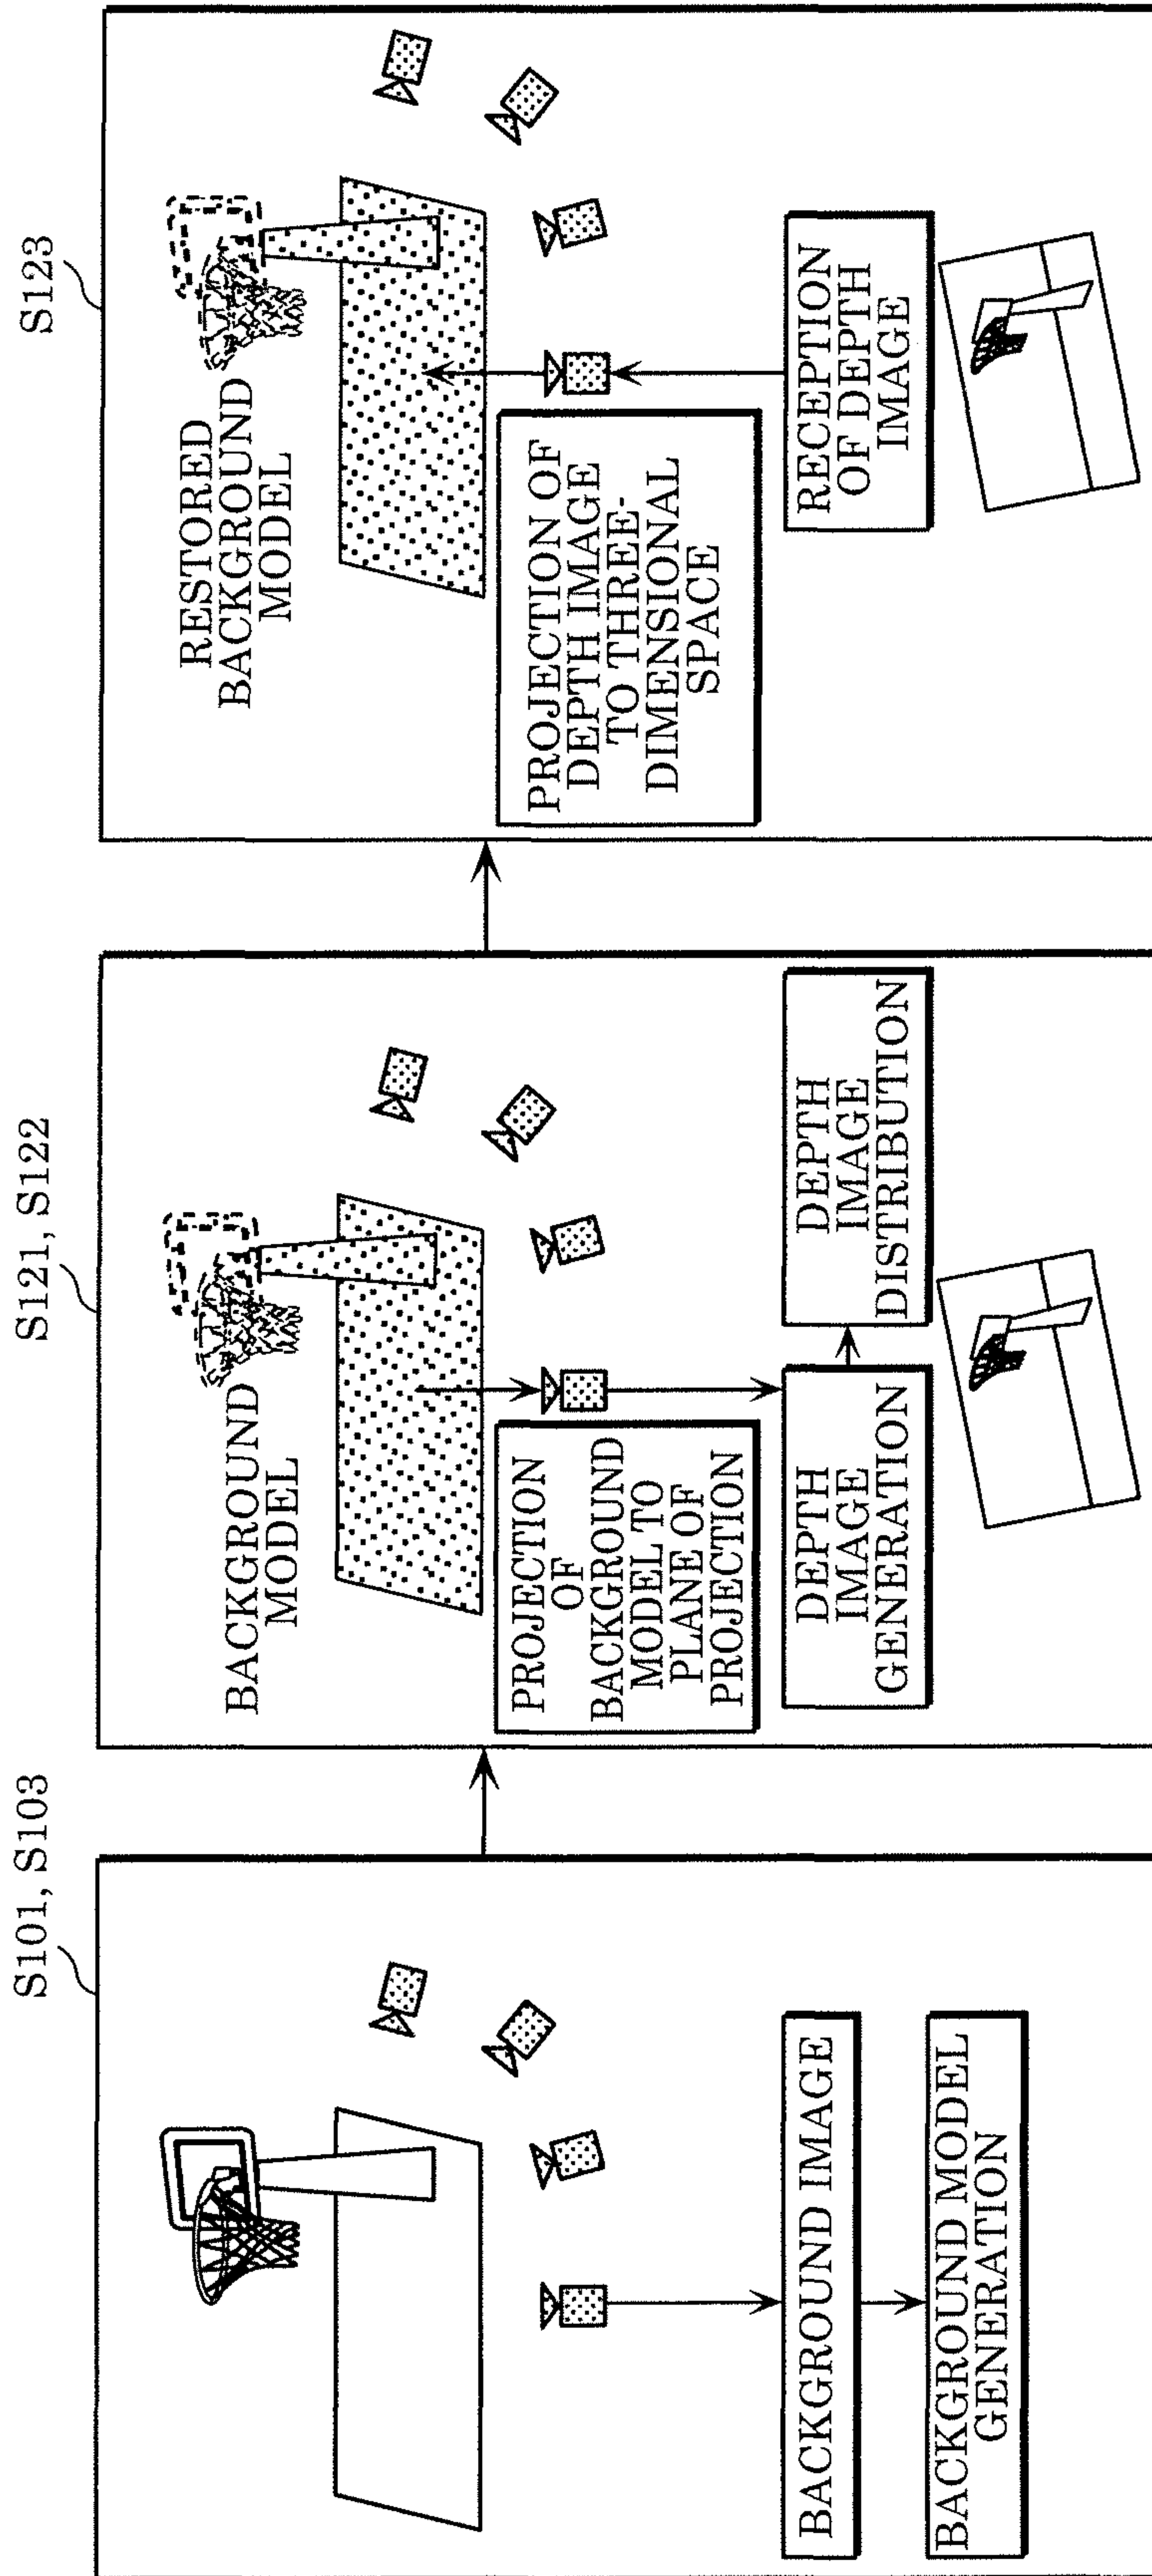 S101, S103
BACKGROUND IMAGE
BACKGROUND MODEL
GENERATION
S121, S122
BACKGROUND
MODEL
PROJECTION
OF
BACKGROUND
MODEL TO
PLANE OF
PROJECTION
DEPTH
IMAGE
GENERATION
DEPTH
IMAGE
DISTRIBUTION
S123
RESTORED
BACKGROUND
MODEL
PROJECTION OF
DEPTH IMAGE
TO THREE-
DIMENSIONAL
SPACE
RECEPTION
OF DEPTH
IMAGE